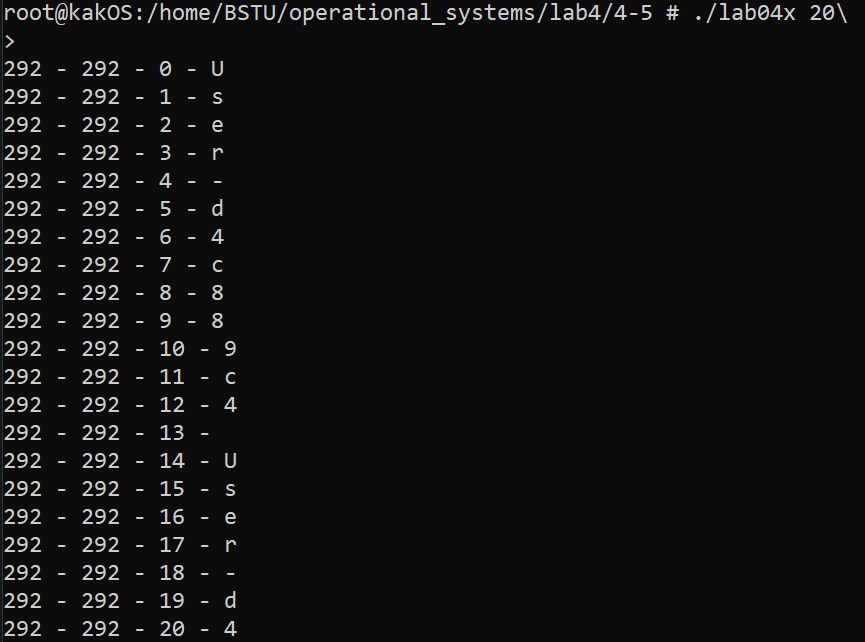 root@kakOS:/home/BSTU/operational_systems/lab4/4-5 # ./lab04x 20\
>
292 - 292 - 0 - U
292 - 292 - 1 - s
292 - 292 - 2 - e
292 - 292 - 3 - r
292 - 292 - 4 - -
292 - 292 - 5 - d
292 - 292 - 6 - 4
292 - 292 - 7 - c
292 - 292 - 8 - 8
292 - 292 - 9 - 8
292 - 292 - 10 - 9
292 - 292 - 11 - c
292 - 292 - 12 - 4
292 - 292 - 13 -
292 - 292 - 14 - U
292 - 292 - 15 - s
292 - 292 - 16 - e
292 - 292 - 17 - r
292 - 292 - 18 - -
292 - 292 - 19 - d
292 - 292 - 20 - 4